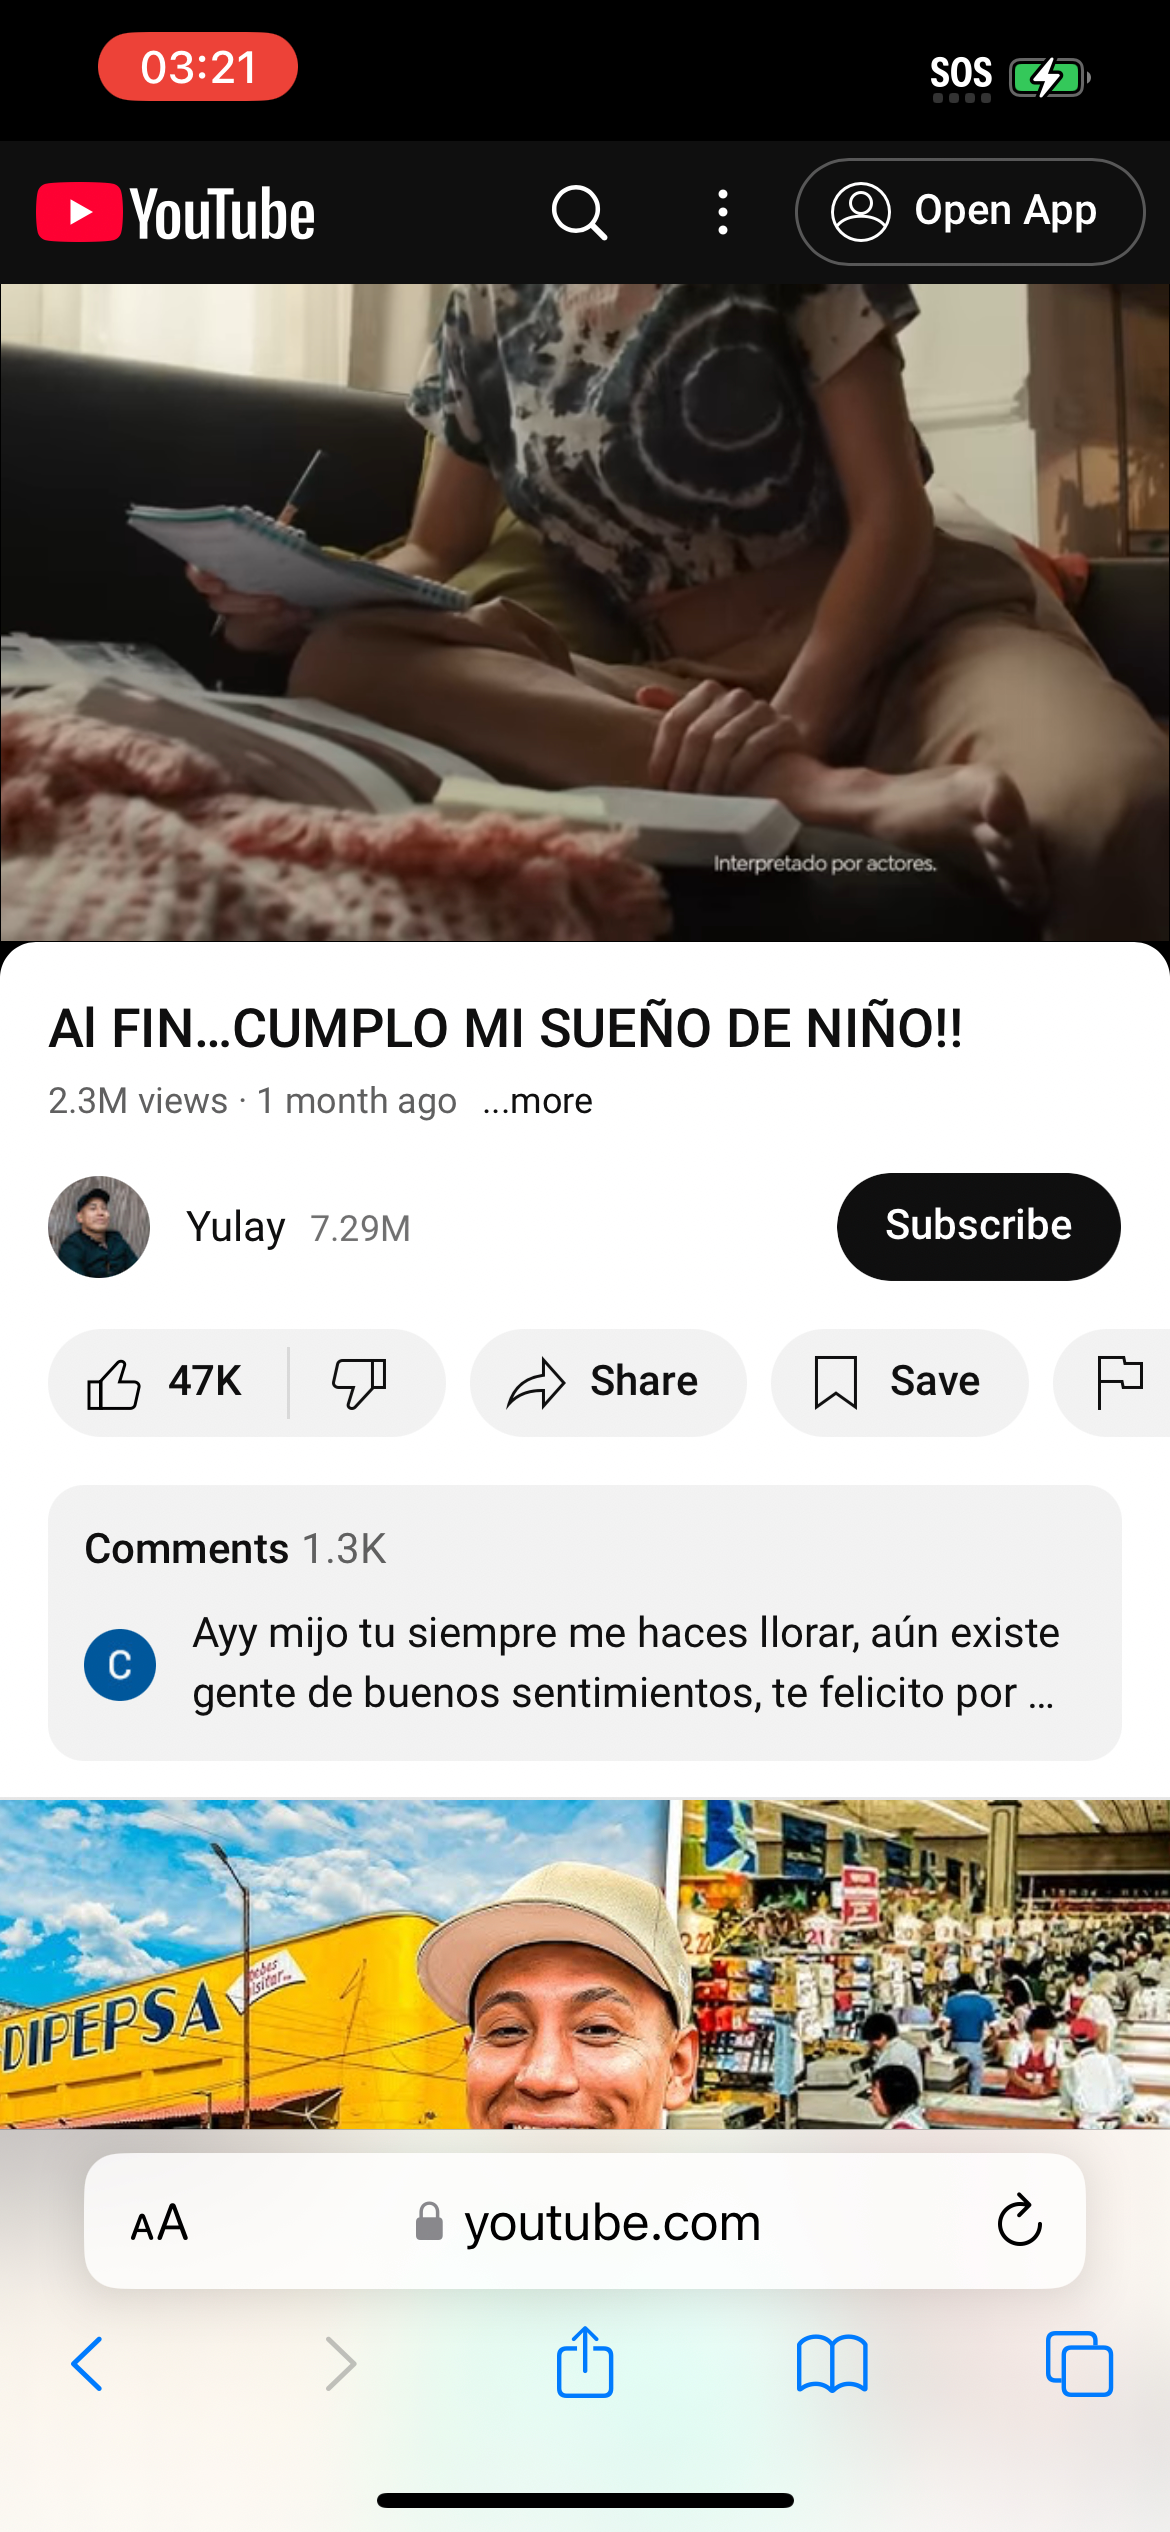 03:21
SOS
YouTube
Open App
Interpretado por actores.
Al FIN...CUMPLO MI SUEÑO DE NIÑO!!
2.3M views · 1 month ago ...more
Yulay 7.29M
Subscribe
47K
Share
Save
Comments 1.3K
C
Ayy mijo tu siempre me haces llorar, aún existe
gente de buenos sentimientos, te felicito por ...
DIPEPSA
AA
youtube.com